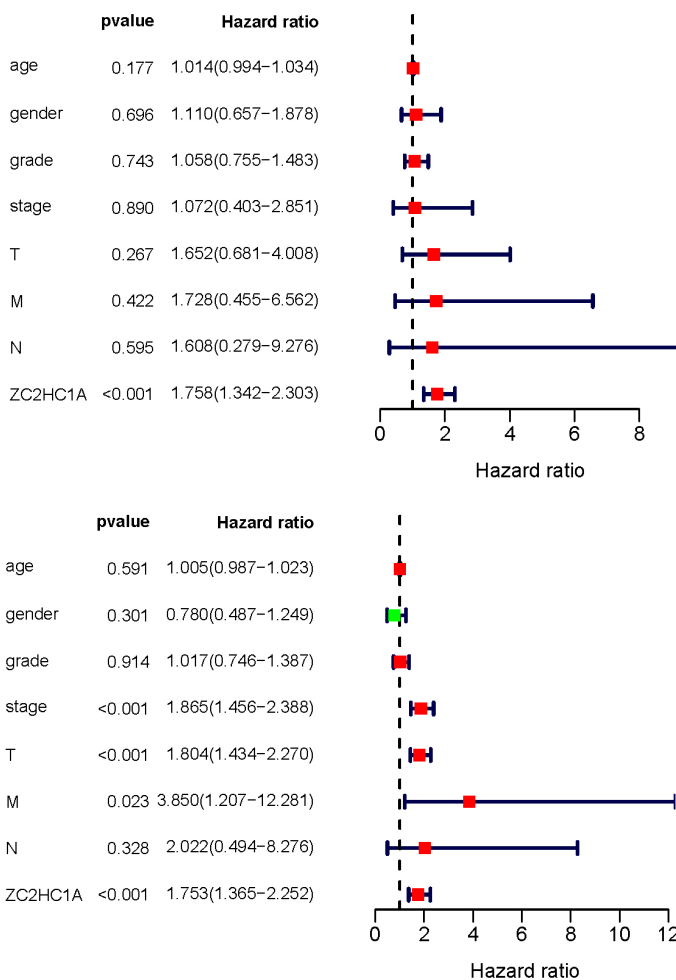 pvalue Hazard ratio
age 0.177 1.014(0.994−1.034)
gender 0.696 1.110(0.657−1.878)
grade 0.743 1.058(0.755−1.483)
stage 0.890 1.072(0.403−2.851)
T 0.267 1.652(0.681−4.008)
M 0.422 1.728(0.455−6.562)
N 0.595 1.608(0.279−9.276)
ZC2HC1A <0.001 1.758(1.342−2.303)
0 2 4 6 8
Hazard ratio
pvalue Hazard ratio
age 0.591 1.005(0.987−1.023)
gender 0.301 0.780(0.487−1.249)
grade 0.914 1.017(0.746−1.387)
stage <0.001 1.865(1.456−2.388)
T <0.001 1.804(1.434−2.270)
M 0.023 3.850(1.207−12.281)
N 0.328 2.022(0.494−8.276)
ZC2HC1A <0.001 1.753(1.365−2.252)
0 2 4 6 8 10 12
Hazard ratio